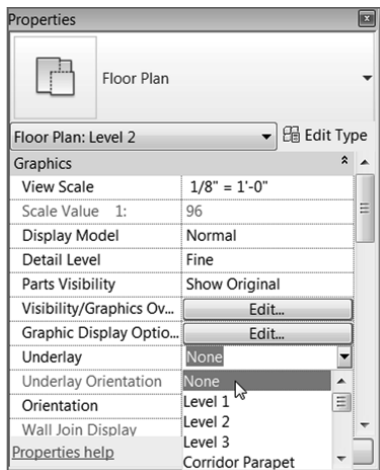 Properties
Floor Plan
Floor Plan: Level 2 Edit Type
Graphics
View Scale 1/8" = 1'-0"
Scale Value 1: 96
Display Model Normal
Detail Level Fine
Parts Visibility Show Original
Visibility/Graphics Ov... Edit...
Graphic Display Optio... Edit...
Underlay None
Underlay Orientation None
Orientation Level 1
Wall Join Display Level 2
Level 3
Properties help Corridor Parapet